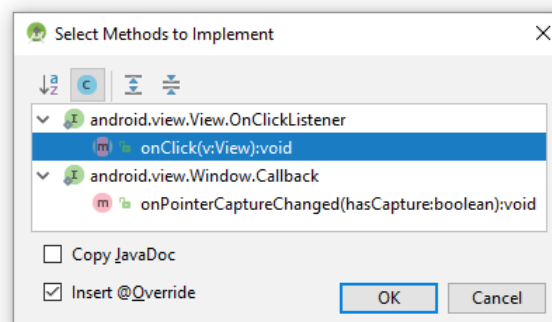 Select Methods to Implement
android.view.View.OnClickListener
onClick(v:View):void
android.view.Window.Callback
onPointerCaptureChanged(hasCapture:boolean):void
Copy JavaDoc
Insert @Override
OK
Cancel